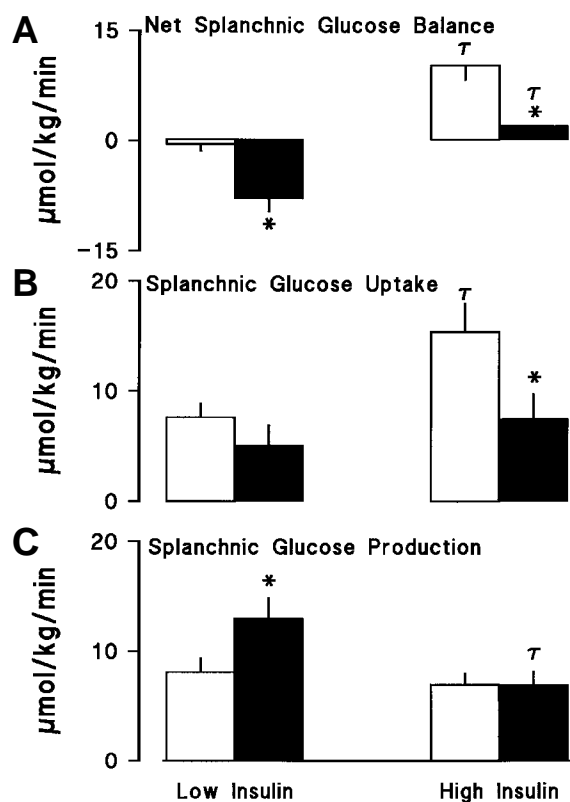 A
Net Splanchnic Glucose Balance
15
0
-15
μmol/kg/min
τ
τ
*
*
B
Splanchnic Glucose Uptake
20
10
0
μmol/kg/min
τ
*
C
Splanchnic Glucose Production
20
10
0
μmol/kg/min
*
τ
Low Insulin
High Insulin